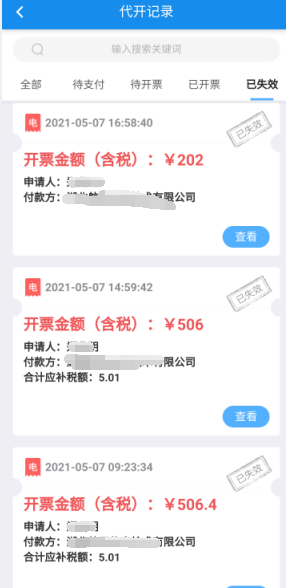 代开记录
输入搜索关键词
全部 待支付 待开票 已开票 已失效
电 2021-05-07 16:58:40 已失效
开票金额（含税）：￥202
申请人：
付款方： 有限公司
查看
电 2021-05-07 14:59:42 已失效
开票金额（含税）：￥506
申请人：
付款方： 有限公司
合计应补税额：5.01
查看
电 2021-05-07 09:23:34 已失效
开票金额（含税）：￥506.4
申请人：
付款方： 有限公司
合计应补税额：5.01